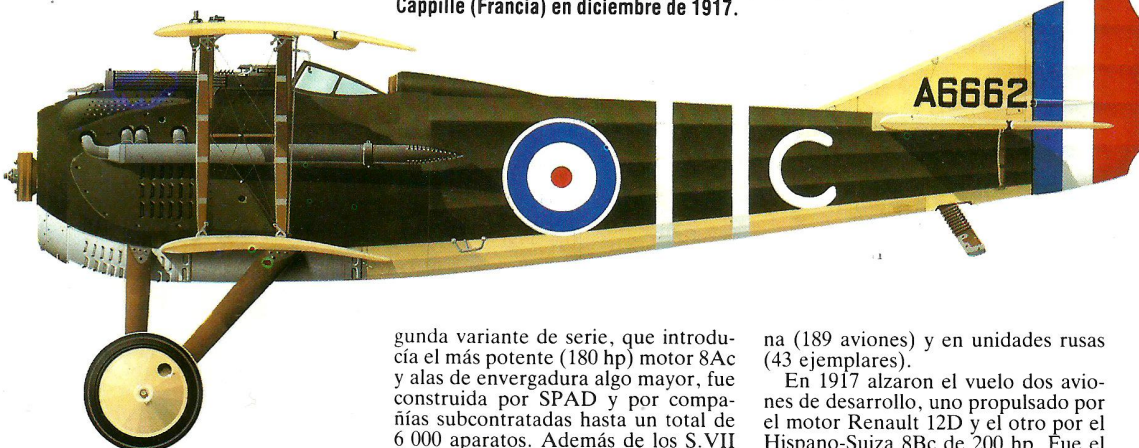 Cappille (Francia) en diciembre de 1917.
A6662
C
gunda variante de serie, que introdu-
cía el más potente (180 hp) motor 8Ac
y alas de envergadura algo mayor, fue
construida por SPAD y por compa-
ñías subcontratadas hasta un total de
6 000 aparatos. Además de los S.VII
na (189 aviones) y en unidades rusas
(43 ejemplares).
En 1917 alzaron el vuelo dos avio-
nes de desarrollo, uno propulsado por
el motor Renault 12D y el otro por el
Hispano-Suiza 8Bc de 200 hp. Fue el